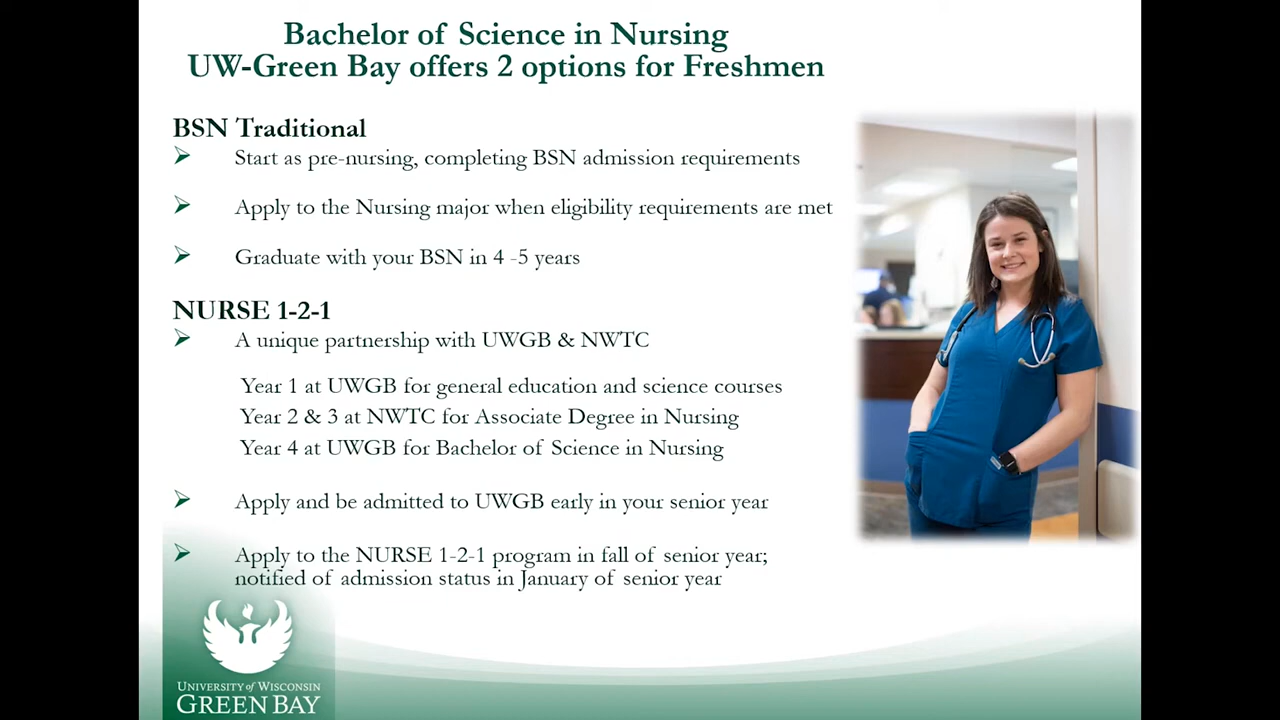 Bachelor of Science in Nursing
UW-Green Bay offers 2 options for Freshmen
BSN Traditional
Start as pre-nursing, completing BSN admission requirements
Apply to the Nursing major when eligibility requirements are met
Graduate with your BSN in 4 -5 years
NURSE 1-2-1
A unique partnership with UWGB & NWTC
Year 1 at UWGB for general education and science courses
Year 2 & 3 at NWTC for Associate Degree in Nursing
Year 4 at UWGB for Bachelor of Science in Nursing
Apply and be admitted to UWGB early in your senior year
Apply to the NURSE 1-2-1 program in fall of senior year;
notified of admission status in January of senior year
UNIVERSITY of WISCONSIN
GREEN BAY